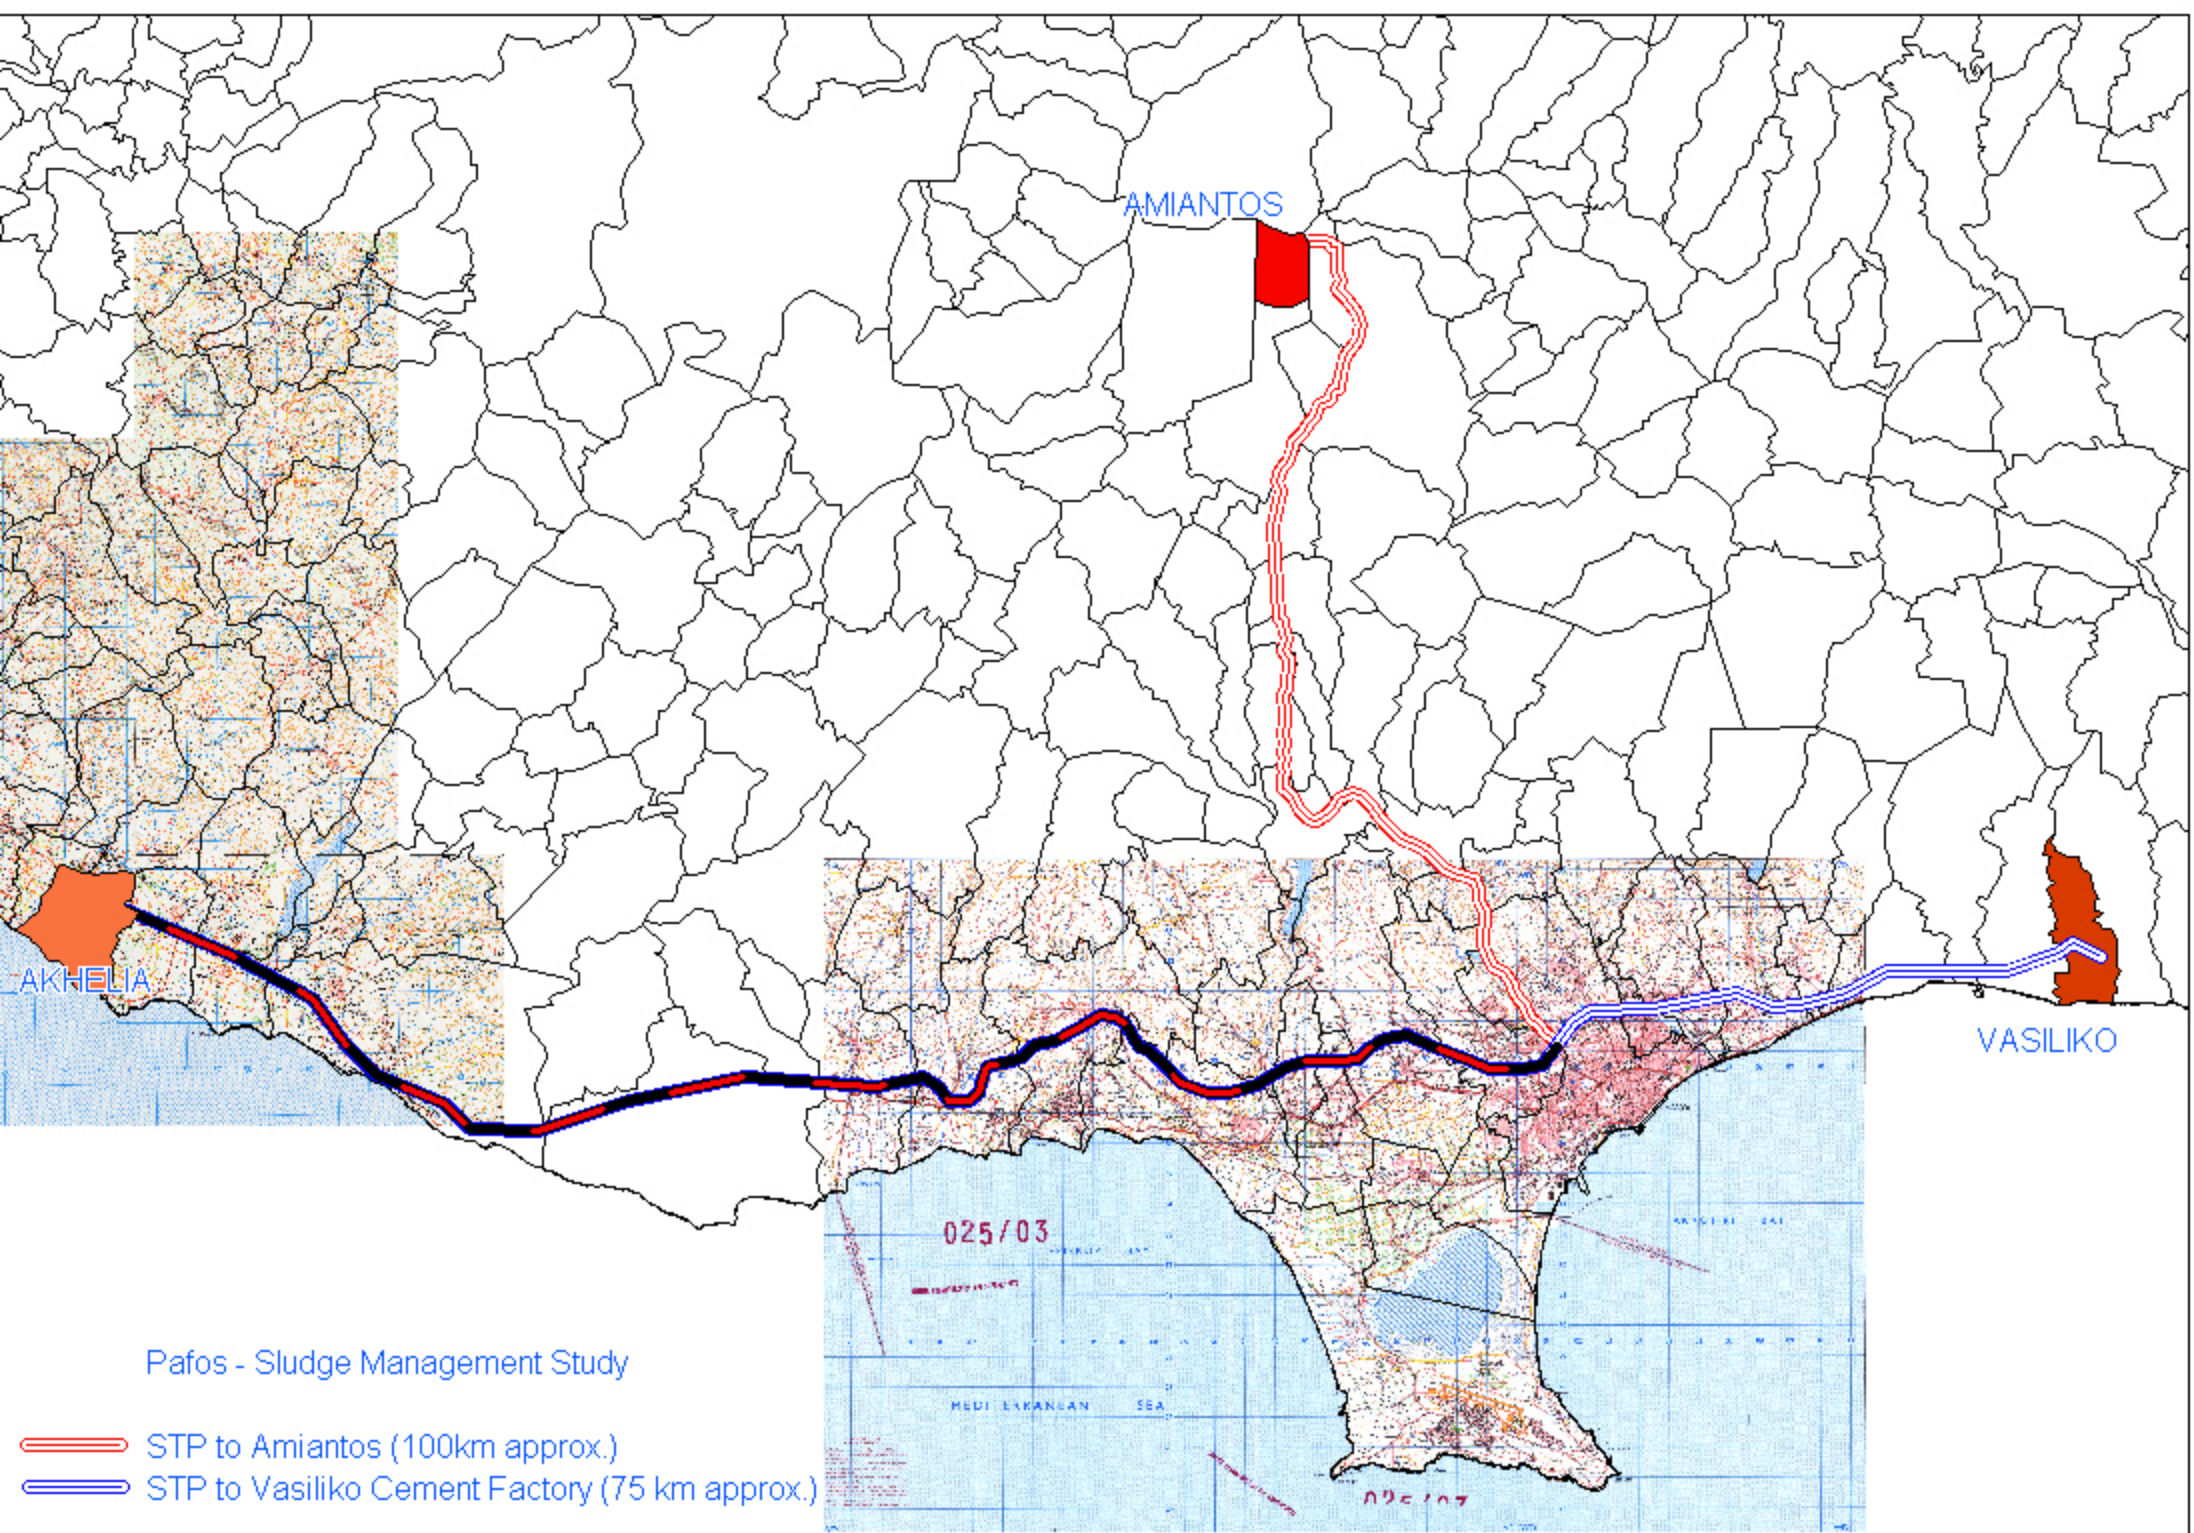 AMIANTOS
AKHELIA
VASILIKO
025/03
MEDITERRANEAN SEA
Pafos - Sludge Management Study
STP to Amiantos (100km approx.)
STP to Vasiliko Cement Factory (75 km approx.)